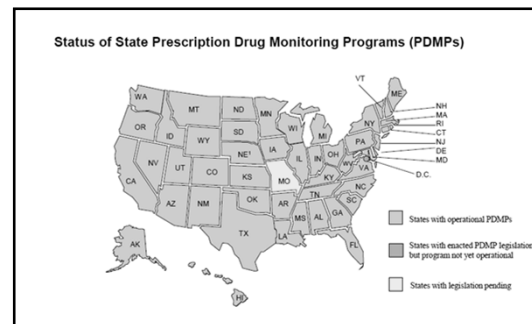 Status of State Prescription Drug Monitoring Programs (PDMPs)
VT
WA
ME
MT
ND
MN
NH
MA
OR
ID
SD
WI
MI
NY
RI
CT
WY
IA
PA
NJ
NE¹
DE
NV
IL
IN
OH
MD
UT
CO
WV
VA
D.C.
CA
KS
MO
KY
NC
TN
OK
AR
SC
AZ
NM
MS
AL
GA
TX
LA
FL
AK
HI
States with operational PDMPs
States with enacted PDMP legislation,
but program not yet operational
States with legislation pending